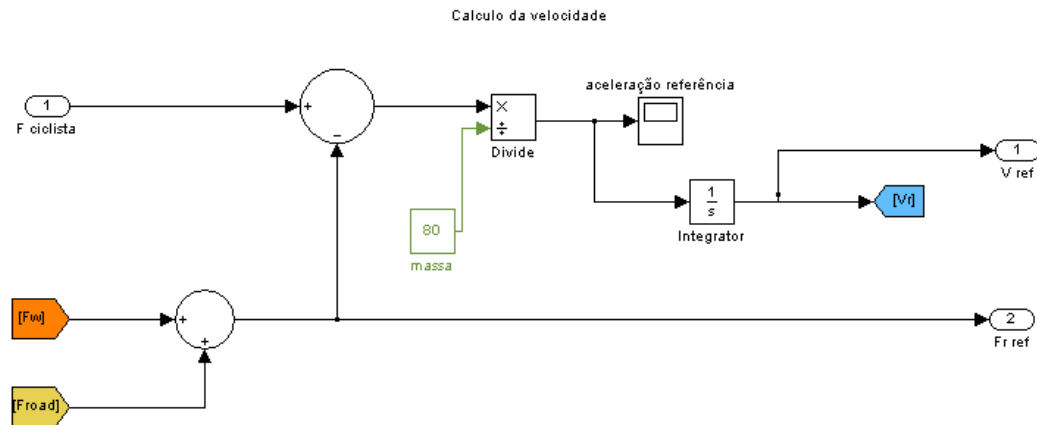 Calculo da velocidade
1
F ciclista
+
−
×
÷
Divide
aceleração referência
80
massa
1
s
Integrator
1
V ref
[Vr]
[Fw]
+
+
2
Fr ref
[Froad]